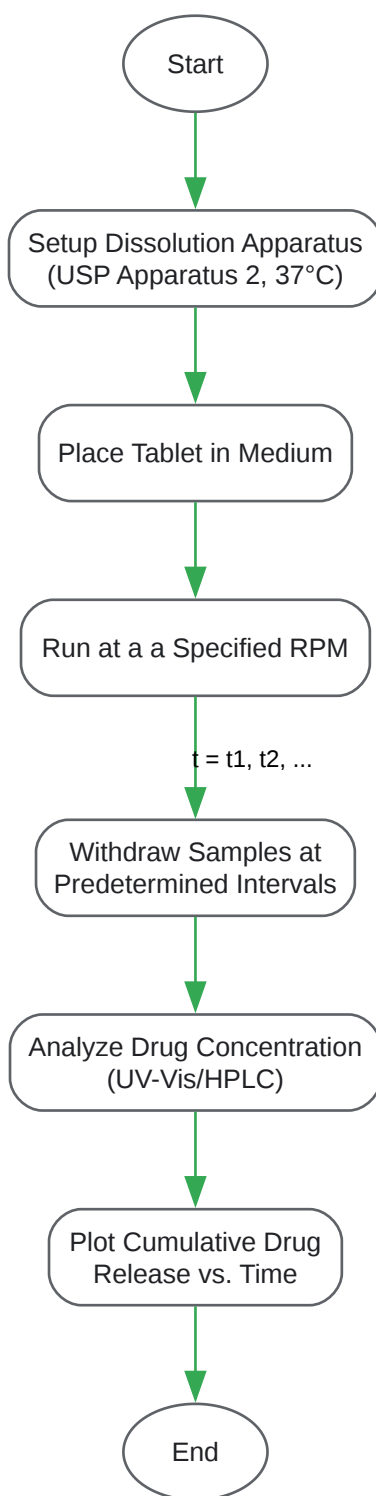 Start
Setup Dissolution Apparatus
(USP Apparatus 2, 37°C)
Place Tablet in Medium
Run at a a Specified RPM
t = t1, t2, ...
Withdraw Samples at
Predetermined Intervals
Analyze Drug Concentration
(UV-Vis/HPLC)
Plot Cumulative Drug
Release vs. Time
End